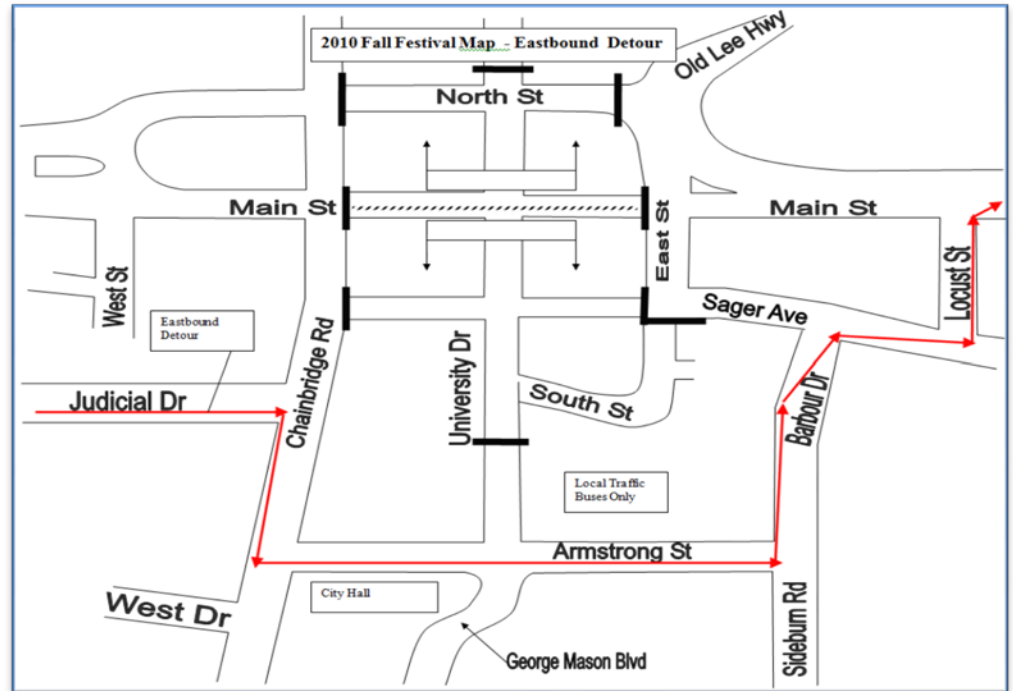 2010 Fall Festival Map - Eastbound Detour
Old Lee Hwy
North St
Main St
Main St
East St
West St
Locust St
Sager Ave
Eastbound
Detour
Chainbridge Rd
University Dr
Judicial Dr
South St
Barbour Dr
Local Traffic
Buses Only
Armstrong St
City Hall
West Dr
George Mason Blvd
Sideburn Rd